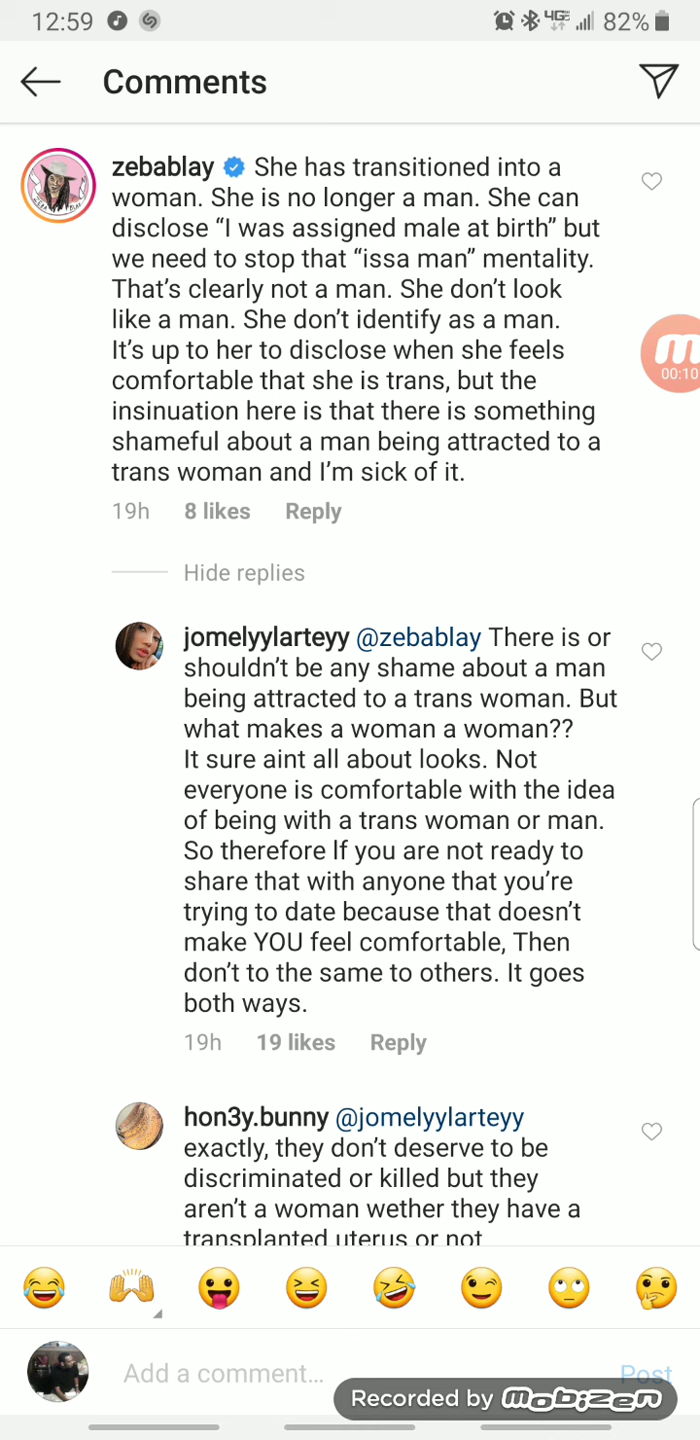 12:59 4GE 82%
Comments
zebablay She has transitioned into a
woman. She is no longer a man. She can
disclose “I was assigned male at birth” but
we need to stop that “issa man” mentality.
That’s clearly not a man. She don’t look
like a man. She don’t identify as a man.
It’s up to her to disclose when she feels
comfortable that she is trans, but the
insinuation here is that there is something
shameful about a man being attracted to a
trans woman and I’m sick of it.
m
00:10
19h 8 likes Reply
Hide replies
jomelyylarteyy @zebablay There is or
shouldn’t be any shame about a man
being attracted to a trans woman. But
what makes a woman a woman??
It sure aint all about looks. Not
everyone is comfortable with the idea
of being with a trans woman or man.
So therefore If you are not ready to
share that with anyone that you’re
trying to date because that doesn’t
make YOU feel comfortable, Then
don’t to the same to others. It goes
both ways.
19h 19 likes Reply
hon3y.bunny @jomelyylarteyy
exactly, they don’t deserve to be
discriminated or killed but they
aren’t a woman wether they have a
transplanted uterus or not
Add a comment... Post
Recorded by mobizen